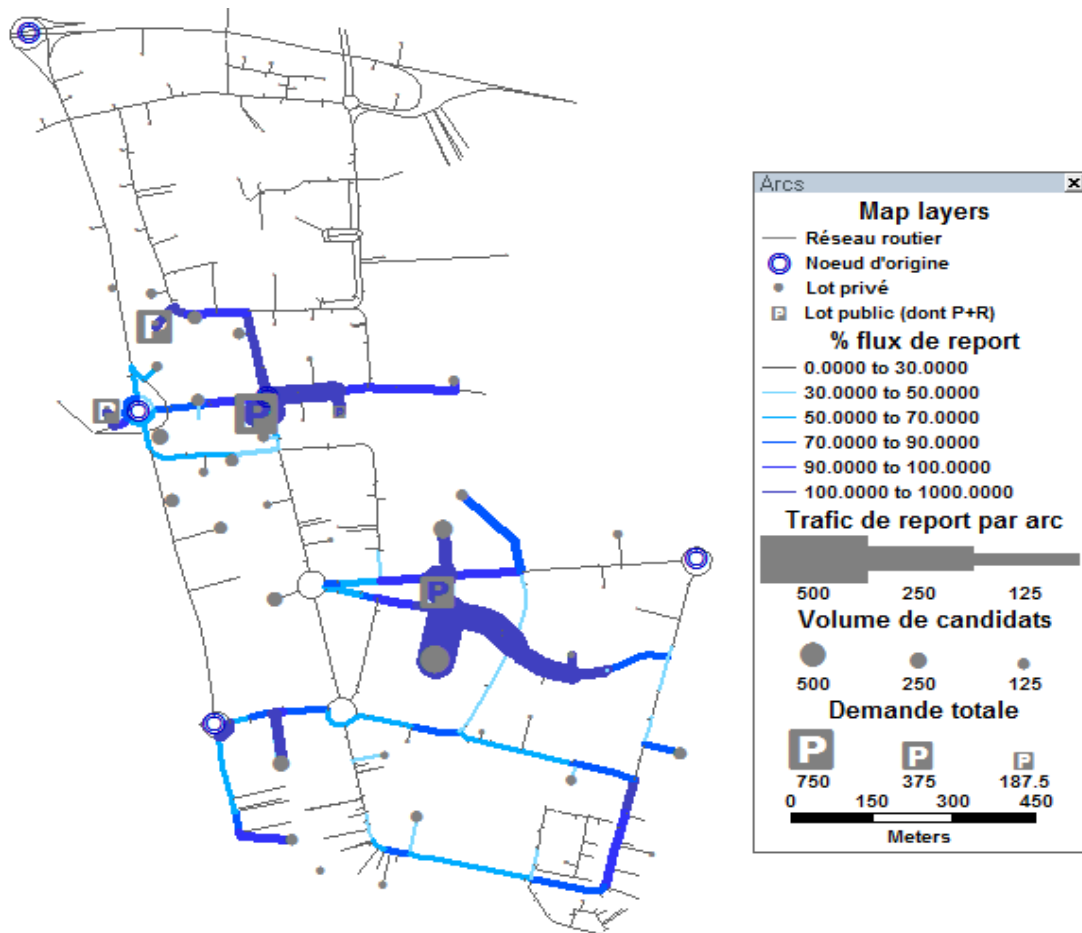 Arcs
Map layers
Réseau routier
Noeud d'origine
Lot privé
P Lot public (dont P+R)
% flux de report
0.0000 to 30.0000
30.0000 to 50.0000
50.0000 to 70.0000
70.0000 to 90.0000
90.0000 to 100.0000
100.0000 to 1000.0000
Trafic de report par arc
500 250 125
Volume de candidats
500 250 125
Demande totale
P P P
750 375 187.5
0 150 300 450
Meters
P
P
P
P
P